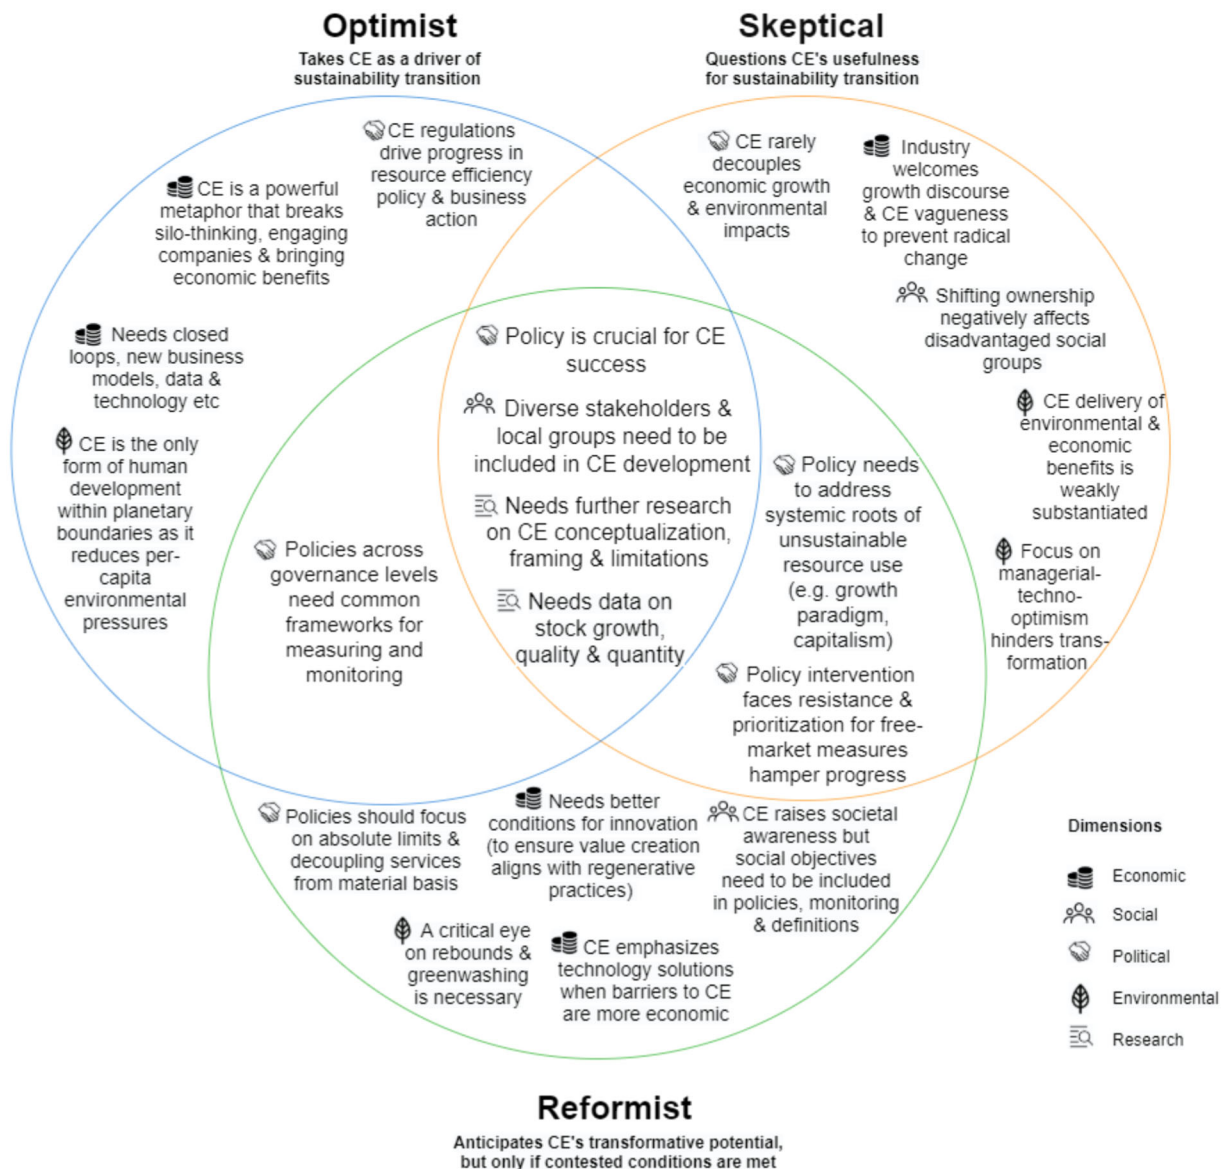 Optimist
Takes CE as a driver of
sustainability transition
Skeptical
Questions CE's usefulness
for sustainability transition
CE regulations
drive progress in
resource efficiency
policy & business
action
CE is a powerful
metaphor that breaks
silo-thinking, engaging
companies & bringing
economic benefits
Needs closed
loops, new business
models, data &
technology etc
CE is the only
form of human
development
within planetary
boundaries as it
reduces per-
capita
environmental
pressures
CE rarely
decouples
economic growth
& environmental
impacts
Industry
welcomes
growth discourse
& CE vagueness
to prevent radical
change
Shifting ownership
negatively affects
disadvantaged social
groups
CE delivery of
environmental &
economic
benefits is
weakly
substantiated
Focus on
managerial-
techno-
optimism
hinders trans-
formation
Policy is crucial for CE
success
Diverse stakeholders &
local groups need to be
included in CE development
Needs further research
on CE conceptualization,
framing & limitations
Needs data on
stock growth,
quality & quantity
Policies across
governance levels
need common
frameworks for
measuring and
monitoring
Policy needs
to address
systemic roots of
unsustainable
resource use
(e.g. growth
paradigm,
capitalism)
Policy intervention
faces resistance &
prioritization for free-
market measures
hamper progress
Policies should focus
on absolute limits &
decoupling services
from material basis
Needs better
conditions for innovation
(to ensure value creation
aligns with regenerative
practices)
CE raises societal
awareness but
social objectives
need to be included
in policies, monitoring
& definitions
A critical eye
on rebounds &
greenwashing
is necessary
CE emphasizes
technology solutions
when barriers to CE
are more economic
Dimensions
Economic
Social
Political
Environmental
Research
Reformist
Anticipates CE's transformative potential,
but only if contested conditions are met